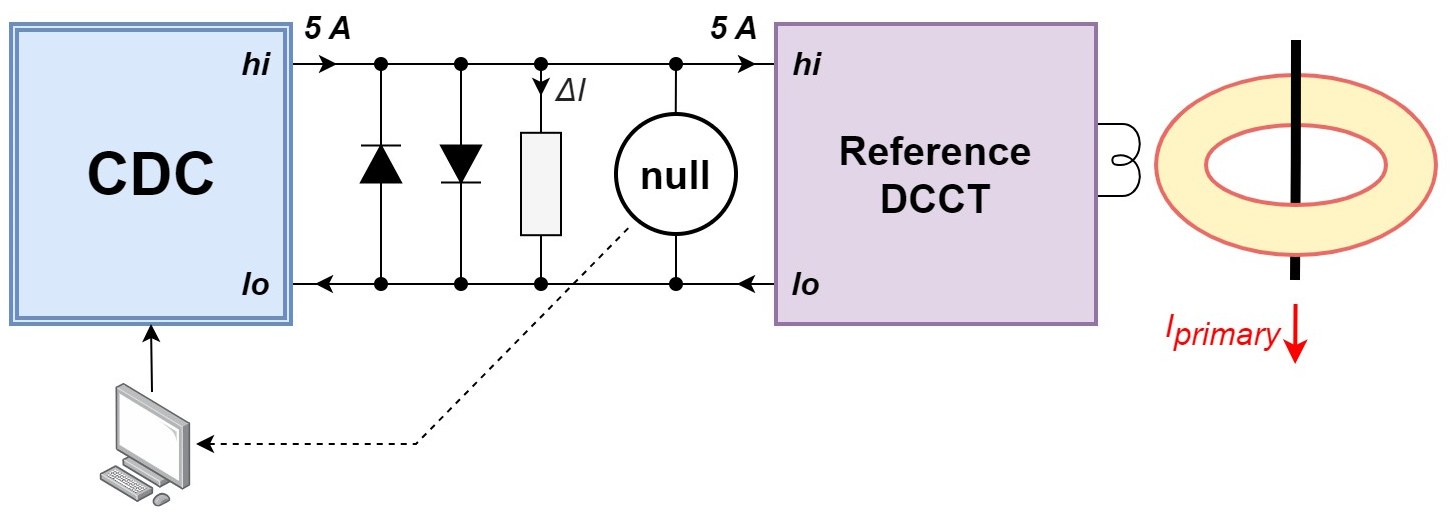 5 A
5 A
hi
hi
ΔI
CDC
null
Reference
DCCT
lo
lo
Iprimary